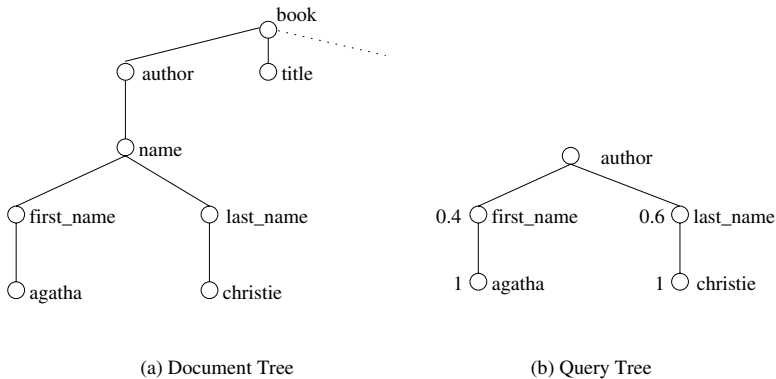 book
author
title
name
author
first_name
last_name
0.4
first_name
0.6
last_name
agatha
christie
1
agatha
1
christie
(a) Document Tree
(b) Query Tree